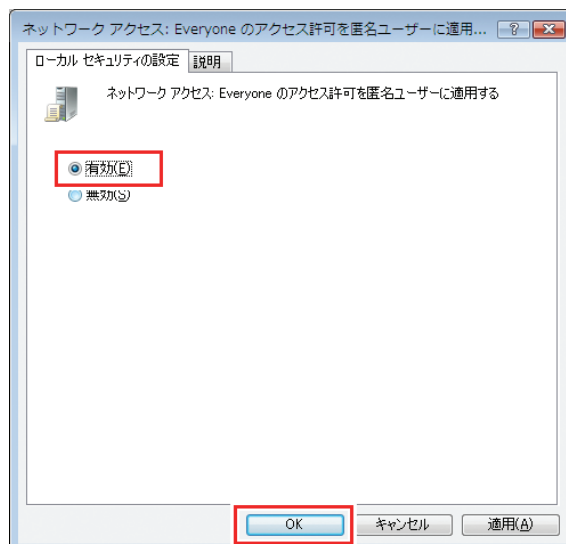 ネットワーク アクセス: Everyone のアクセス許可を匿名ユーザーに適用... ?
ローカル セキュリティの設定 説明
ネットワーク アクセス: Everyone のアクセス許可を匿名ユーザーに適用する
有効(E)
無効(S)
OK キャンセル 適用(A)